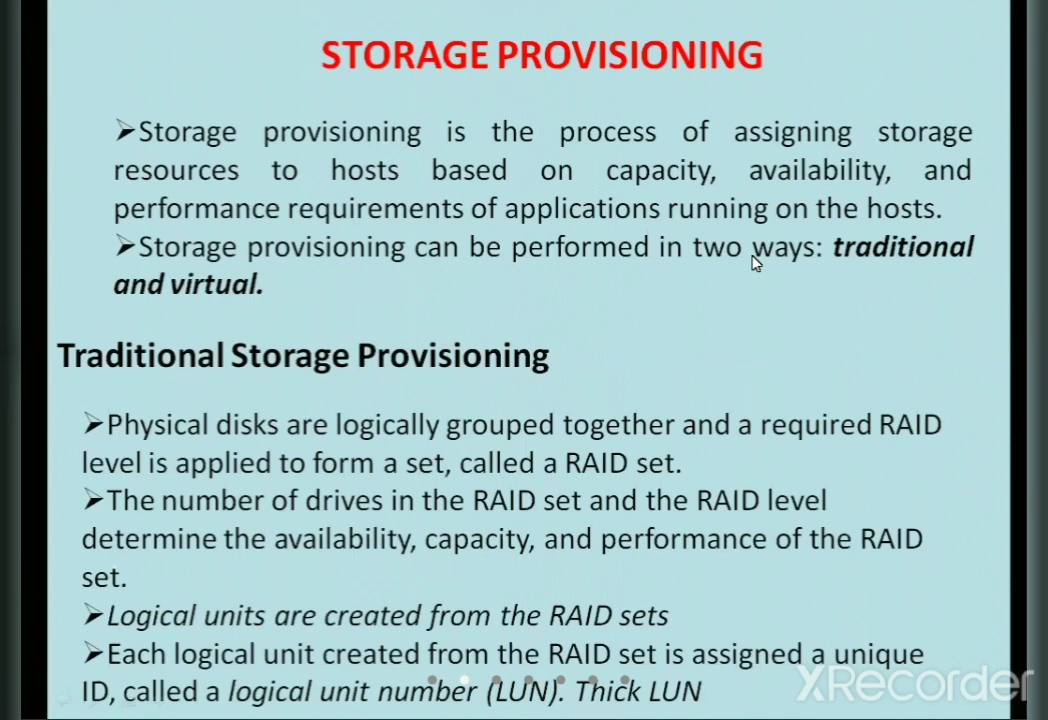 STORAGE PROVISIONING
➢Storage provisioning is the process of assigning storage
resources to hosts based on capacity, availability, and
performance requirements of applications running on the hosts.
➢Storage provisioning can be performed in two ways: traditional
and virtual.
Traditional Storage Provisioning
➢Physical disks are logically grouped together and a required RAID
level is applied to form a set, called a RAID set.
➢The number of drives in the RAID set and the RAID level
determine the availability, capacity, and performance of the RAID
set.
➢Logical units are created from the RAID sets
➢Each logical unit created from the RAID set is assigned a unique
ID, called a logical unit number (LUN). Thick LUN
XRecorder